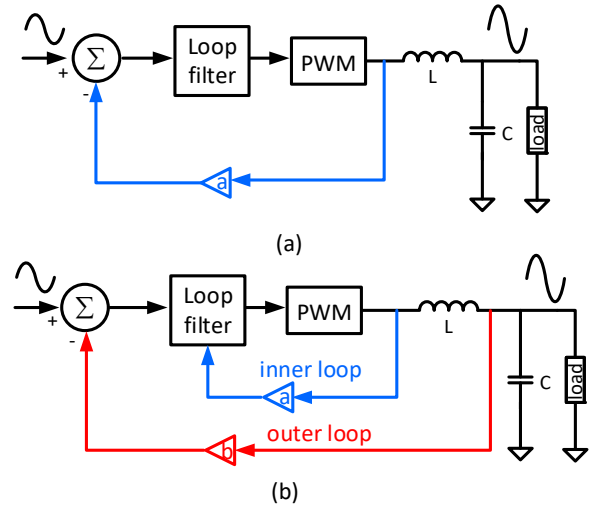 Σ
+
-
Loop
filter
PWM
L
C
load
a
(a)
Σ
+
-
Loop
filter
PWM
L
C
load
inner loop
a
outer loop
b
(b)